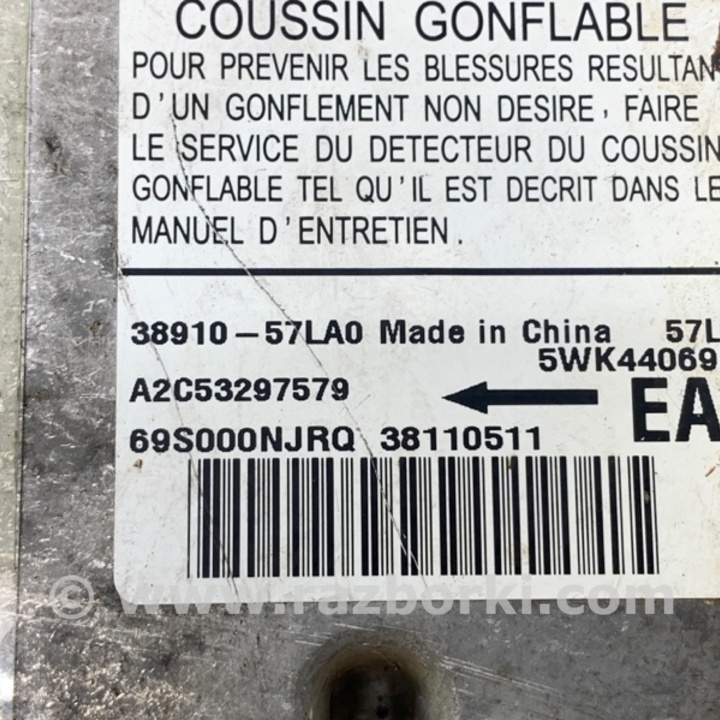 COUSSIN GONFLABLE
POUR PREVENIR LES BLESSURES RESULTAN
D'UN GONFLEMENT NON DESIRE, FAIRE
LE SERVICE DU DETECTEUR DU COUSSIN
GONFLABLE TEL QU'IL EST DECRIT DANS LE
MANUEL D'ENTRETIEN.
38910-57LA0 Made in China 57L
5WK44069
A2C53297579
EA
69S000NJRQ 38110511
© www.razborki.com